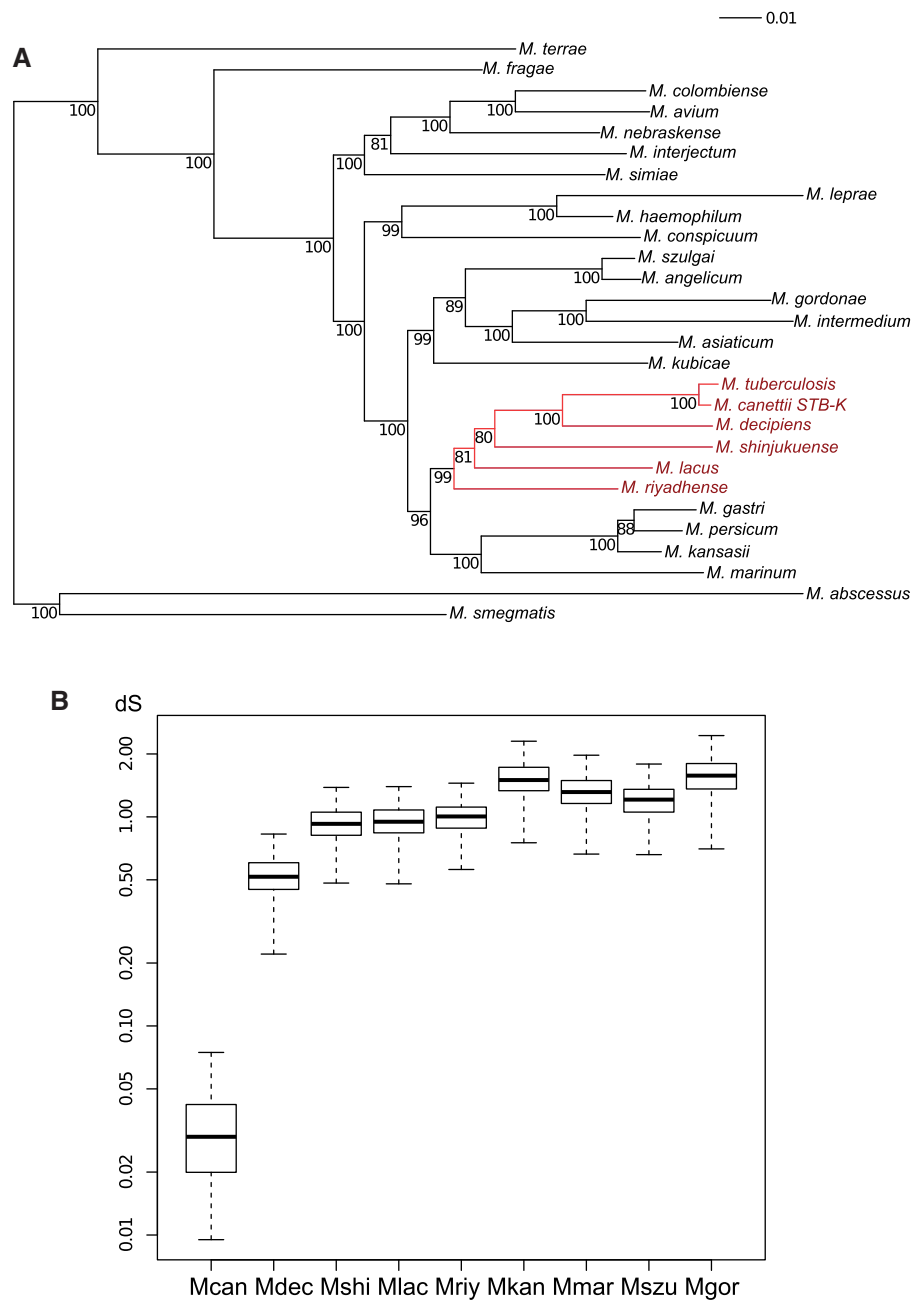 0.01
A
M. terrae
M. fragae
M. colombiense
100
100
M. avium
100
M. nebraskense
81
M. interjectum
100
100
M. simiae
M. leprae
100
M. haemophilum
99
M. conspicuum
100
M. szulgai
100
M. angelicum
89
M. gordonae
100
M. intermedium
100
100
99
M. asiaticum
M. kubicae
M. tuberculosis
100
M. canettii STB-K
100
M. decipiens
100
80
M. shinjukuense
81
M. lacus
99
M. riyadhense
M. gastri
96
88
M. persicum
100
M. kansasii
100
M. marinum
M. abscessus
100
M. smegmatis
B
dS
2.00
1.00
0.50
0.20
0.10
0.05
0.02
0.01
Mcan Mdec Mshi Mlac Mriy Mkan Mmar Mszu Mgor